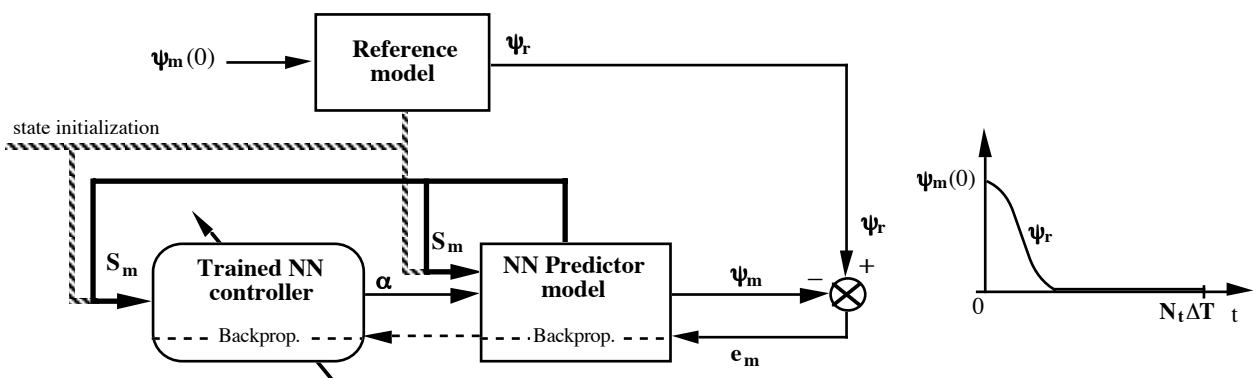 Reference
model
ψm(0)
ψr
state initialization
Sm
Trained NN
controller
Backprop.
α
Sm
NN Predictor
model
Backprop.
ψm
ψr
− +
em
ψm(0)
ψr
0
NtΔT t